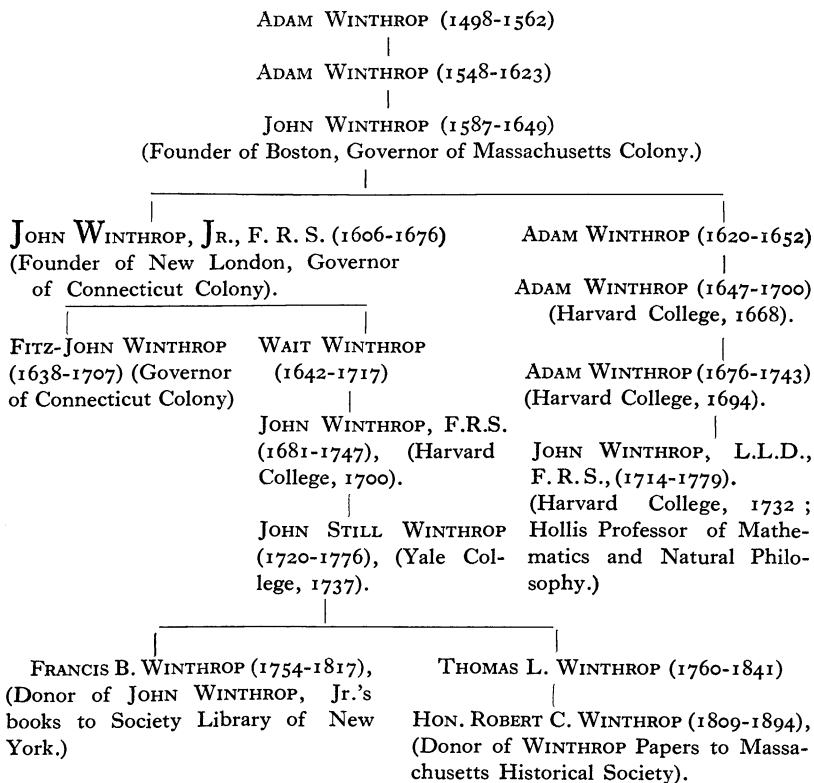 ADAM WINTHROP (1498-1562)
ADAM WINTHROP (1548-1623)
JOHN WINTHROP (1587-1649)
(Founder of Boston, Governor of Massachusetts Colony.)
JOHN WINTHROP, JR., F. R. S. (1606-1676)
(Founder of New London, Governor
of Connecticut Colony).
ADAM WINTHROP (1620-1652)
ADAM WINTHROP (1647-1700)
(Harvard College, 1668).
FITZ-JOHN WINTHROP
(1638-1707) (Governor
of Connecticut Colony)
WAIT WINTHROP
(1642-1717)
ADAM WINTHROP (1676-1743)
(Harvard College, 1694).
JOHN WINTHROP, F.R.S.
(1681-1747), (Harvard
College, 1700).
JOHN WINTHROP, L.L.D.,
F. R. S., (1714-1779).
(Harvard College, 1732 ;
Hollis Professor of Mathe-
matics and Natural Philo-
sophy.)
JOHN STILL WINTHROP
(1720-1776), (Yale Col-
lege, 1737).
FRANCIS B. WINTHROP (1754-1817),
(Donor of JOHN WINTHROP, Jr.'s
books to Society Library of New
York.)
THOMAS L. WINTHROP (1760-1841)
HON. ROBERT C. WINTHROP (1809-1894),
(Donor of WINTHROP Papers to Massa-
chusetts Historical Society).